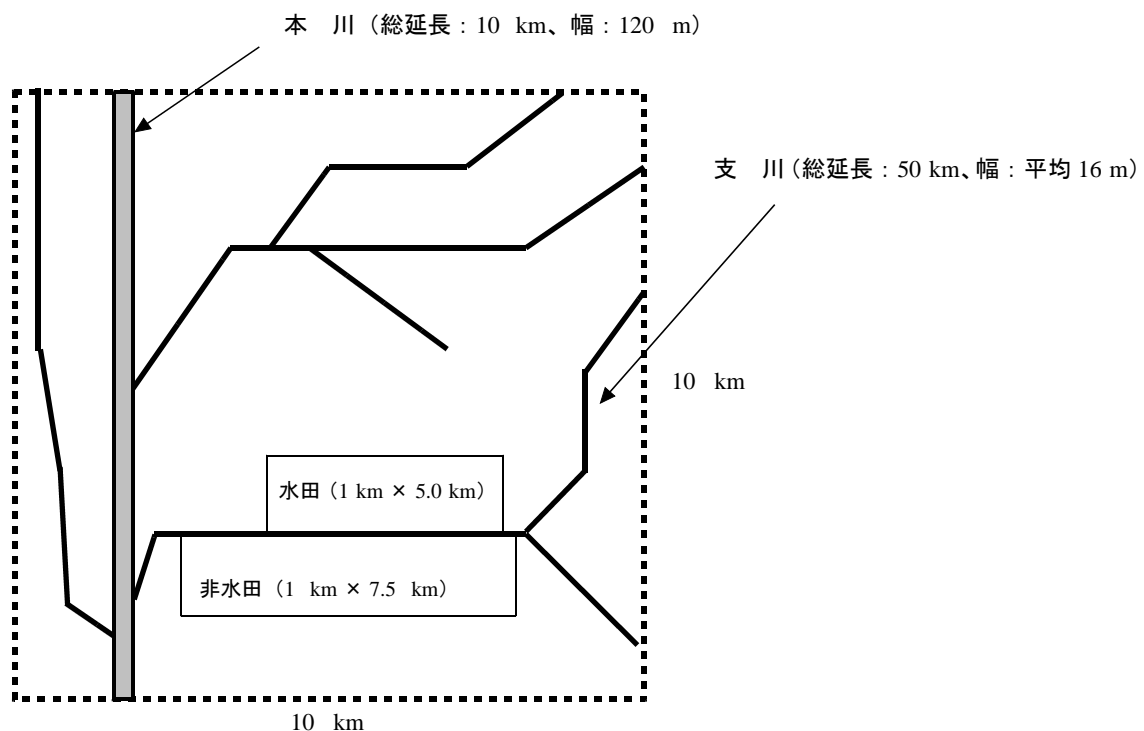 本 川（総延長：10 km、幅：120 m）
支 川（総延長：50 km、幅：平均 16 m）
10 km
水田（1 km × 5.0 km）
非水田（1 km × 7.5 km）
10 km